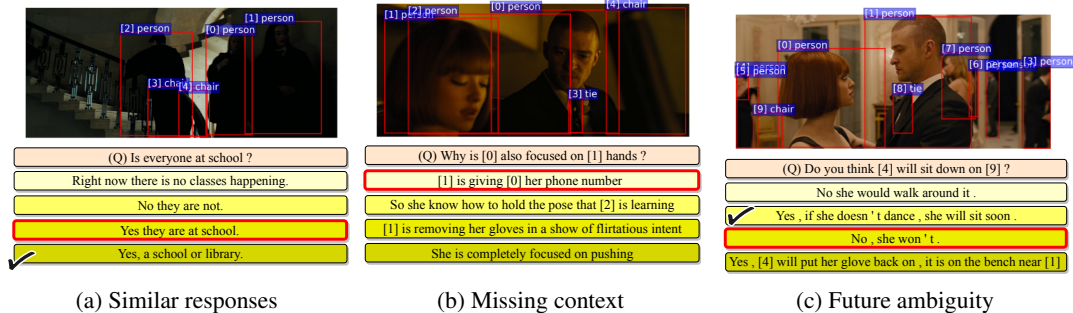 [2] person
[0] person
[1] person
[3] chair
[4] chair
(Q) Is everyone at school ?
Right now there is no classes happening.
No they are not.
Yes they are at school.
Yes, a school or library.
(a) Similar responses
[1] person
[2] person
[0] person
[4] chair
[3] tie
(Q) Why is [0] also focused on [1] hands ?
[1] is giving [0] her phone number
So she know how to hold the pose that [2] is learning
[1] is removing her gloves in a show of flirtatious intent
She is completely focused on pushing
(b) Missing context
[1] person
[0] person
[7] person
[6] person
[3] person
[5] person
[8] tie
[9] chair
(Q) Do you think [4] will sit down on [9] ?
No she would walk around it .
Yes , if she doesn ' t dance , she will sit soon .
No , she won ' t .
Yes , [4] will put her glove back on , it is on the bench near [1]
(c) Future ambiguity